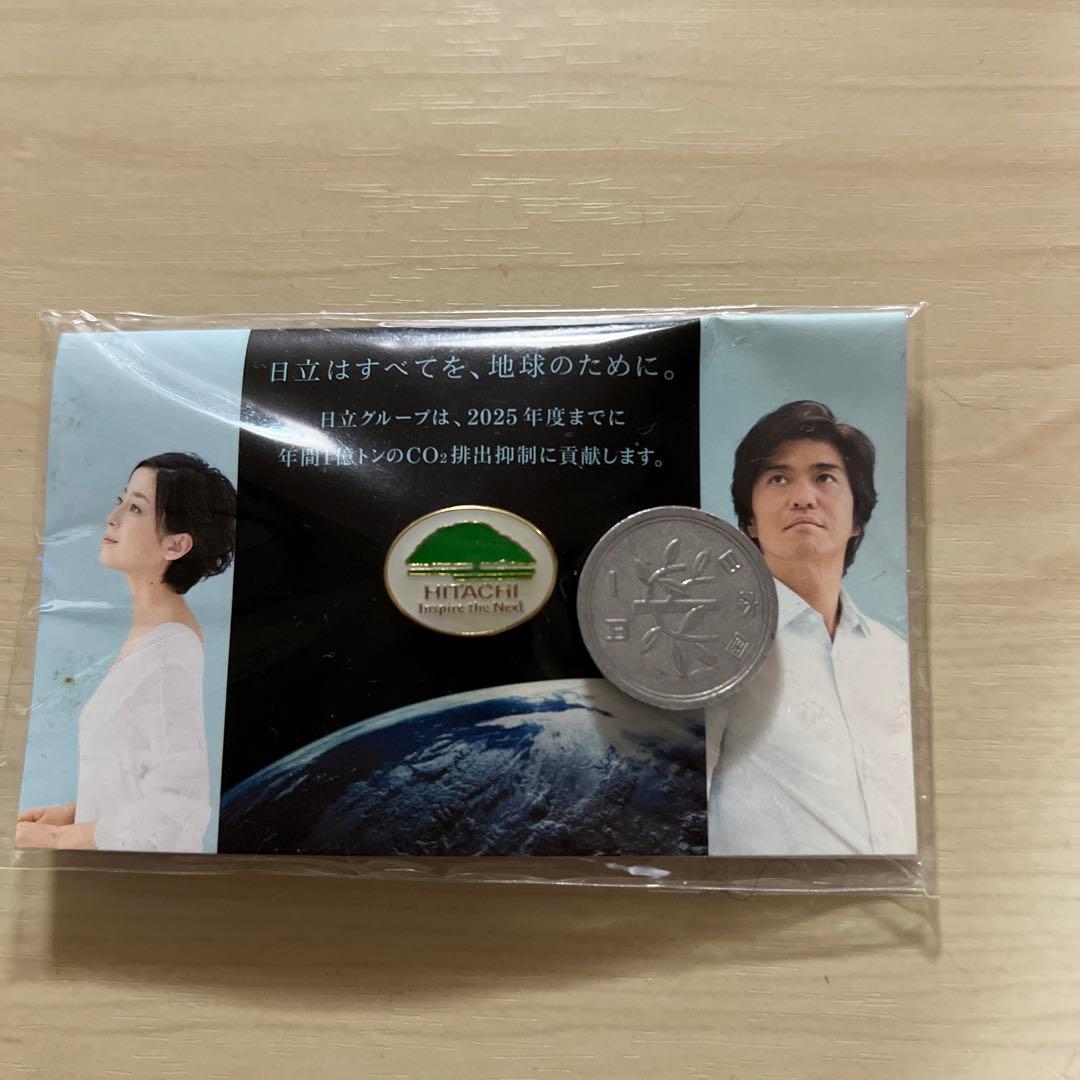 日立はすべてを、地球のために。
日立グループは、2025年度までに
年間1億トンのCO₂排出抑制に貢献します。
HITACHI
Inspire the Next
一円
日本国